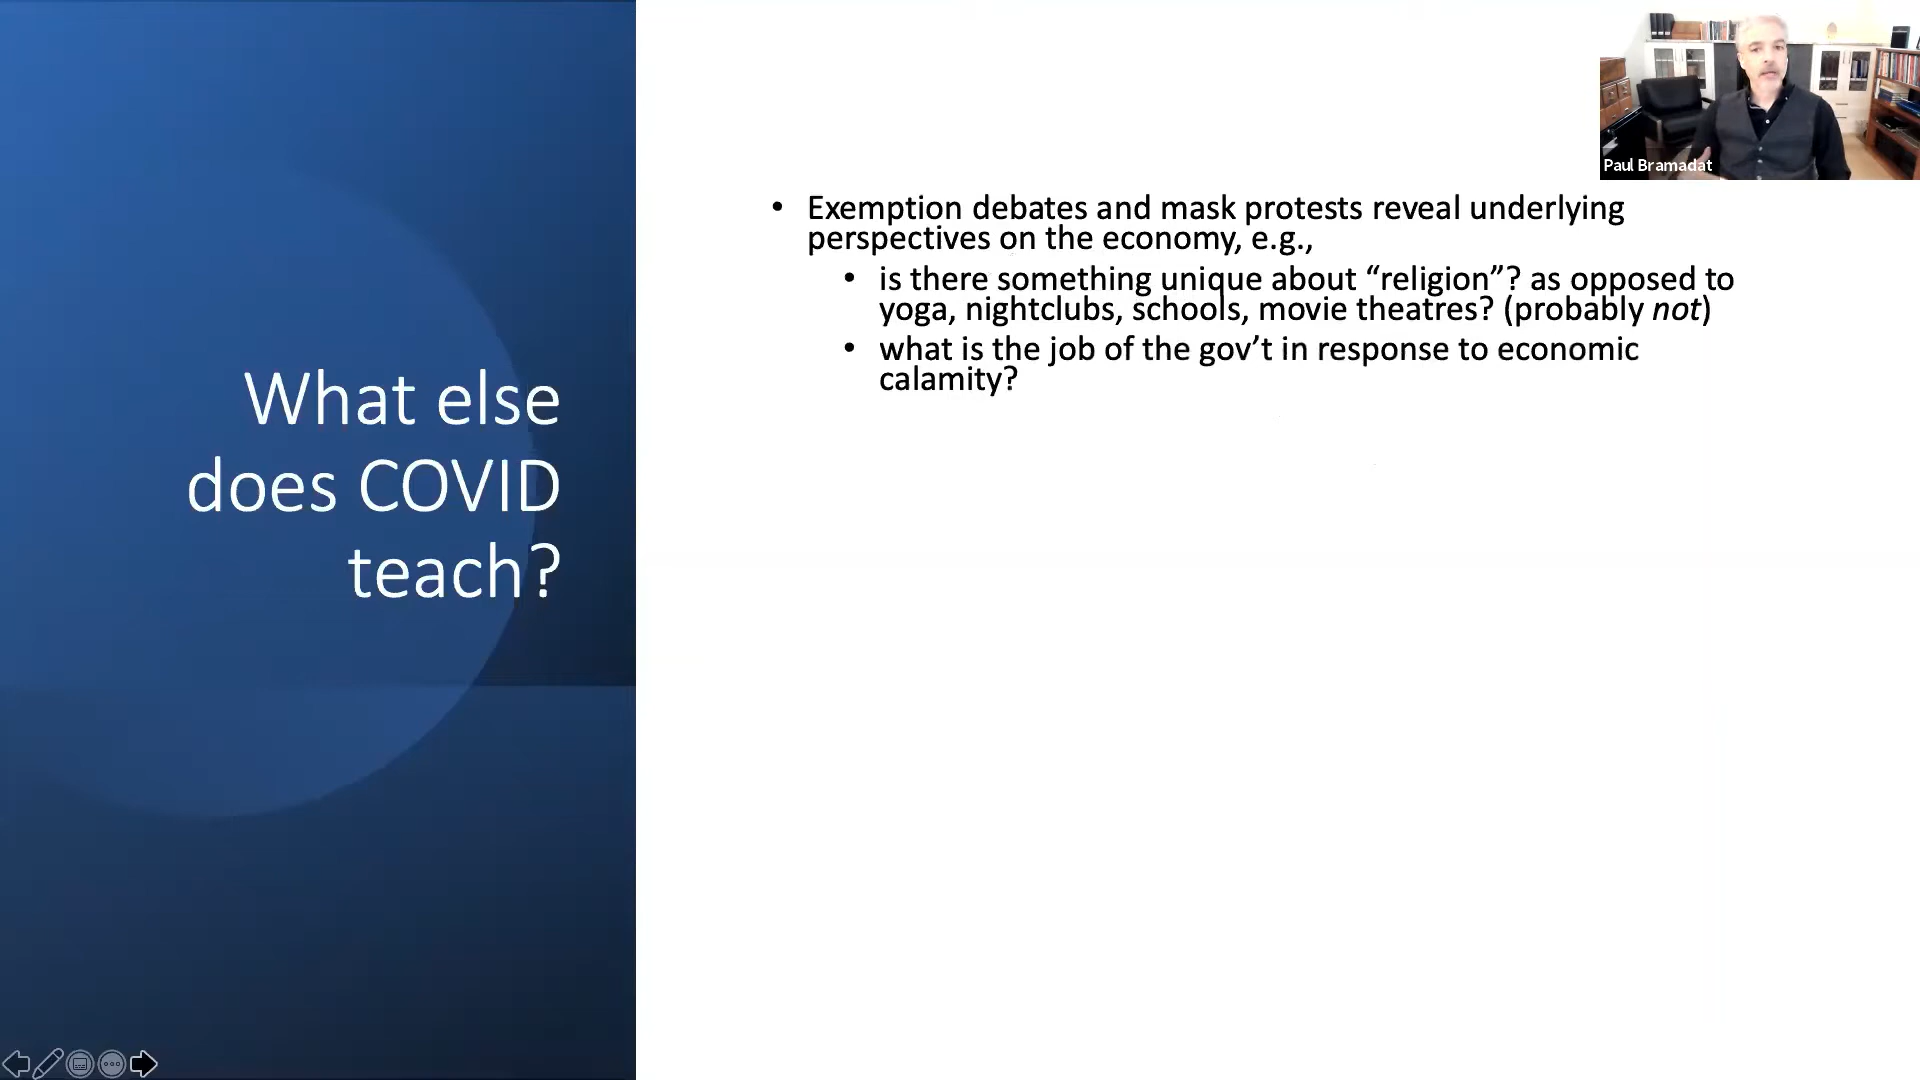 What else
does COVID
teach?
Paul Bramadat
• Exemption debates and mask protests reveal underlying
perspectives on the economy, e.g.,
• is there something unique about “religion”? as opposed to
yoga, nightclubs, schools, movie theatres? (probably not)
• what is the job of the gov’t in response to economic
calamity?